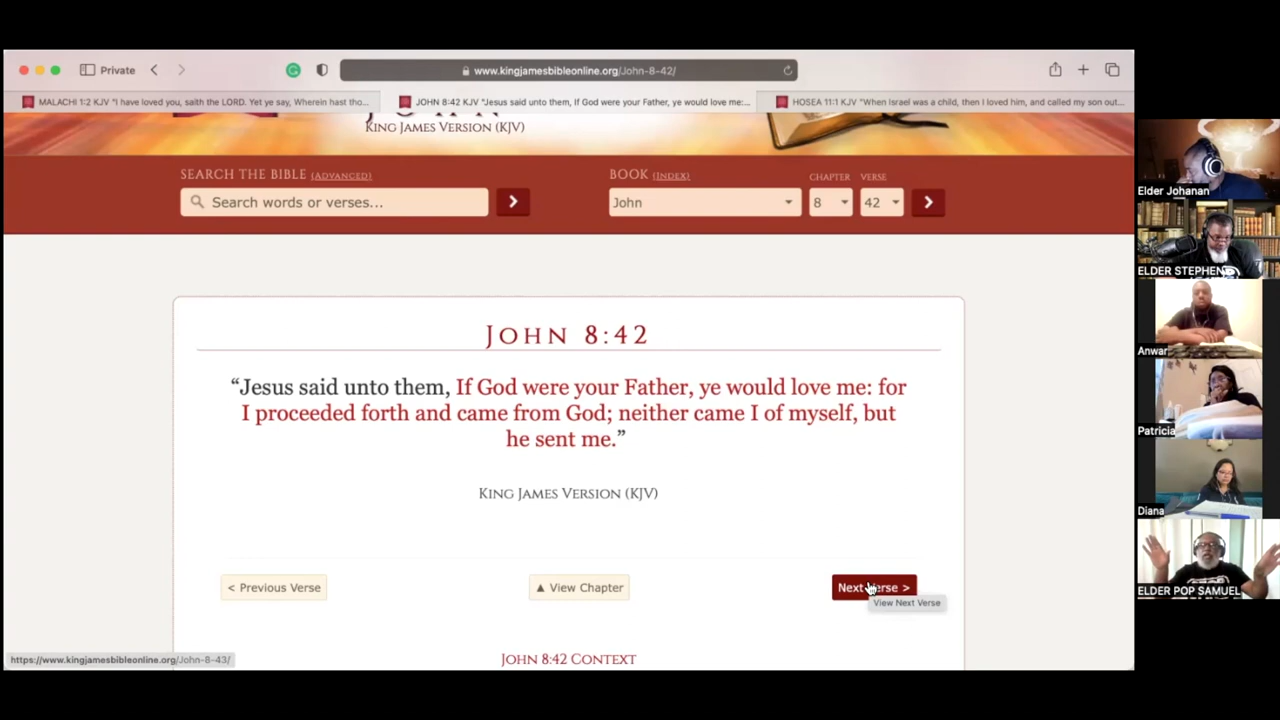 Private
www.kingjamesbibleonline.org/John-8-42/
MALACHI 1:2 KJV "I have loved you, saith the LORD. Yet ye say, Wherein hast tho...
JOHN 8:42 KJV "Jesus said unto them, If God were your Father, ye would love me:...
HOSEA 11:1 KJV "When Israel was a child, then I loved him, and called my son out...
KING JAMES VERSION (KJV)
SEARCH THE BIBLE (ADVANCED)
BOOK (INDEX)
CHAPTER
VERSE
Search words or verses...
John
8
42
JOHN 8:42
“Jesus said unto them, If God were your Father, ye would love me: for
I proceeded forth and came from God; neither came I of myself, but
he sent me.”
KING JAMES VERSION (KJV)
< Previous Verse
▲ View Chapter
Next Verse >
View Next Verse
JOHN 8:42 CONTEXT
https://www.kingjamesbibleonline.org/John-8-43/
Elder Johanan
ELDER STEPHEN
Anwar
Patricia
Diana
ELDER POP SAMUEL